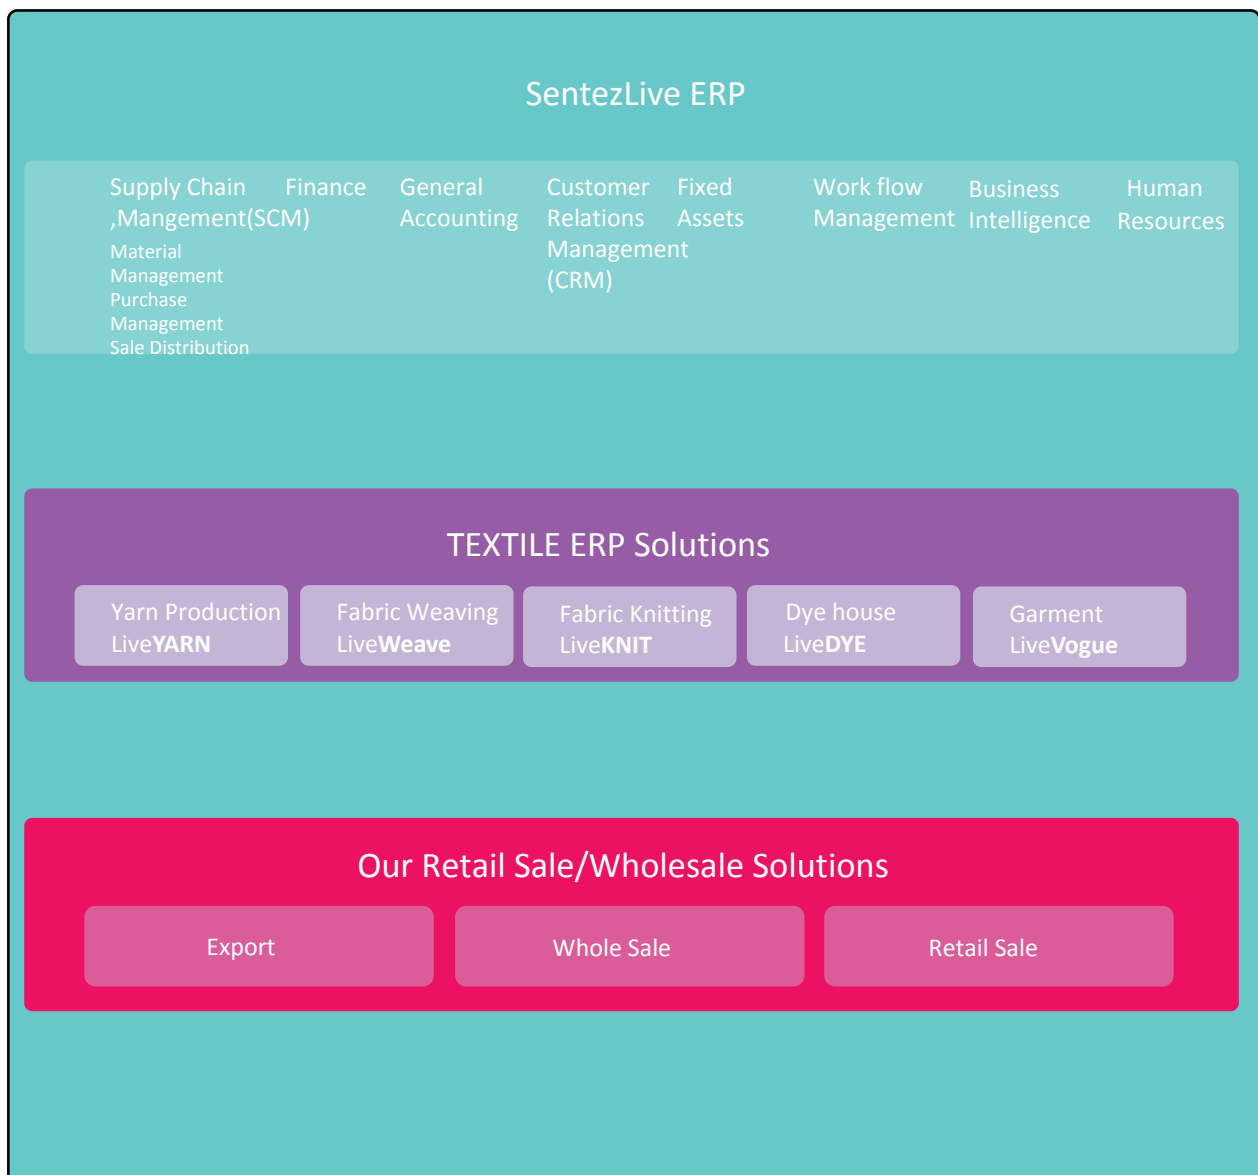 SentezLive ERP
Supply Chain
,Mangement(SCM)
Material
Management
Purchase
Management
Sale Distribution
Finance
General
Accounting
Customer
Relations
Management
(CRM)
Fixed
Assets
Work flow
Management
Business
Intelligence
Human
Resources
TEXTILE ERP Solutions
Yarn Production
LiveYARN
Fabric Weaving
LiveWeave
Fabric Knitting
LiveKNIT
Dye house
LiveDYE
Garment
LiveVogue
Our Retail Sale/Wholesale Solutions
Export
Whole Sale
Retail Sale